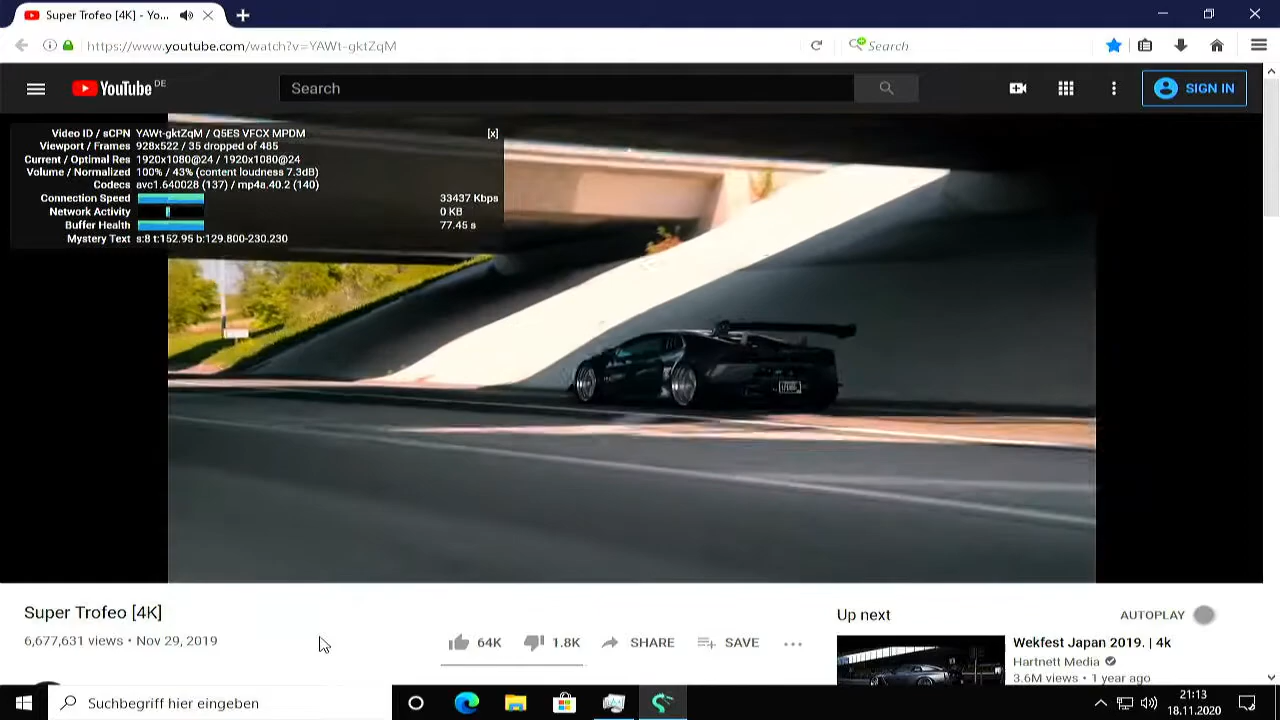 Super Trofeo [4K] - Yo...
https://www.youtube.com/watch?v=YAWt-gktZqM
Search
YouTube DE
Search
SIGN IN
Video ID / sCPN YAWt-gktZqM / Q5ES VFCX MPDM [x]
Viewport / Frames 928x522 / 35 dropped of 485
Current / Optimal Res 1920x1080@24 / 1920x1080@24
Volume / Normalized 100% / 43% (content loudness 7.3dB)
Codecs avc1.640028 (137) / mp4a.40.2 (140)
Connection Speed 33437 Kbps
Network Activity 0 KB
Buffer Health 77.45 s
Mystery Text s:8 t:152.95 b:129.800-230.230
Super Trofeo [4K]
6,677,631 views • Nov 29, 2019
64K 1.8K SHARE SAVE ...
Up next AUTOPLAY
Wekfest Japan 2019. | 4k
Hartnett Media
3.6M views • 1 year ago
Suchbegriff hier eingeben
21:13
18.11.2020